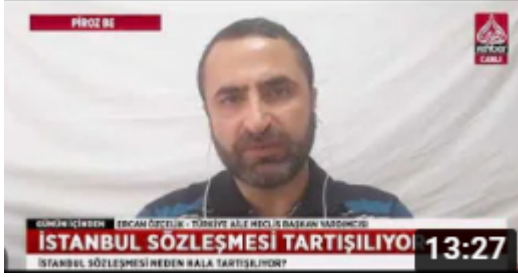 PİROZ BE
rehber
CANLI
GÜNÜN İÇİNDEN ERCAN ÖZÇELİK - TÜRKİYE AİLE MECLİS BAŞKAN YARDIMCISI
İSTANBUL SÖZLEŞMESİ TARTIŞILIYOR
13:27
İSTANBUL SÖZLEŞMESİ NEDEN HALA TARTIŞILIYOR?